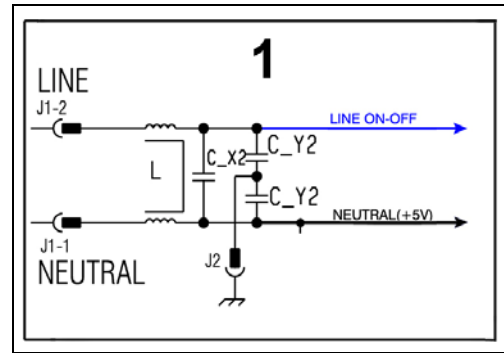 1
LINE
J1-2
LINE ON-OFF
C_Y2
C_X2
L
C_Y2
NEUTRAL(+5V)
J1-1
J2
NEUTRAL